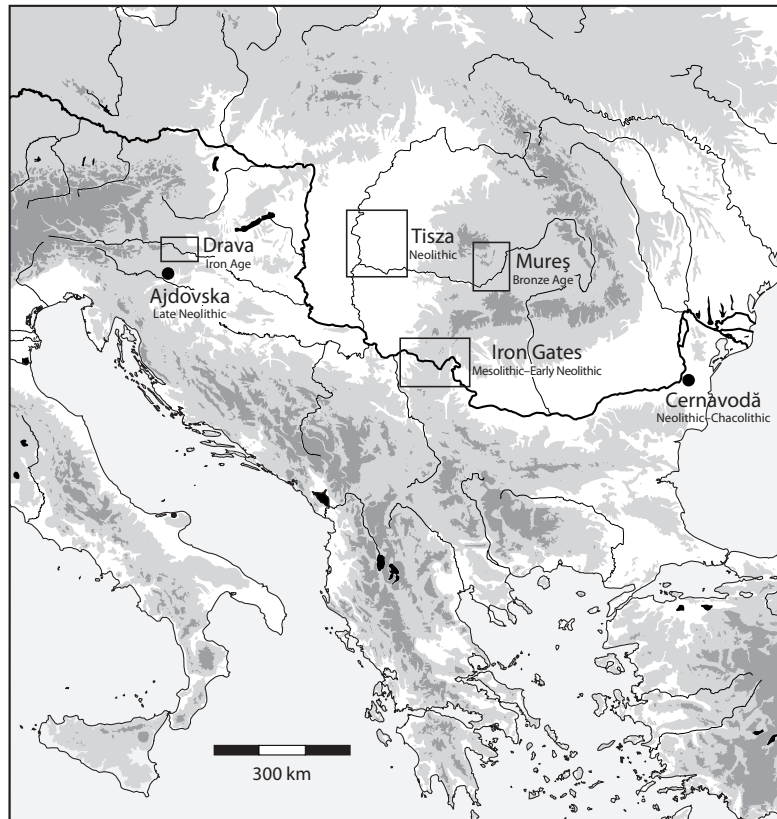 Drava
Iron Age
Ajdovska
Late Neolithic
Tisza
Neolithic
Mureş
Bronze Age
Iron Gates
Mesolithic–Early Neolithic
Cernavodă
Neolithic–Chacolithic
300 km